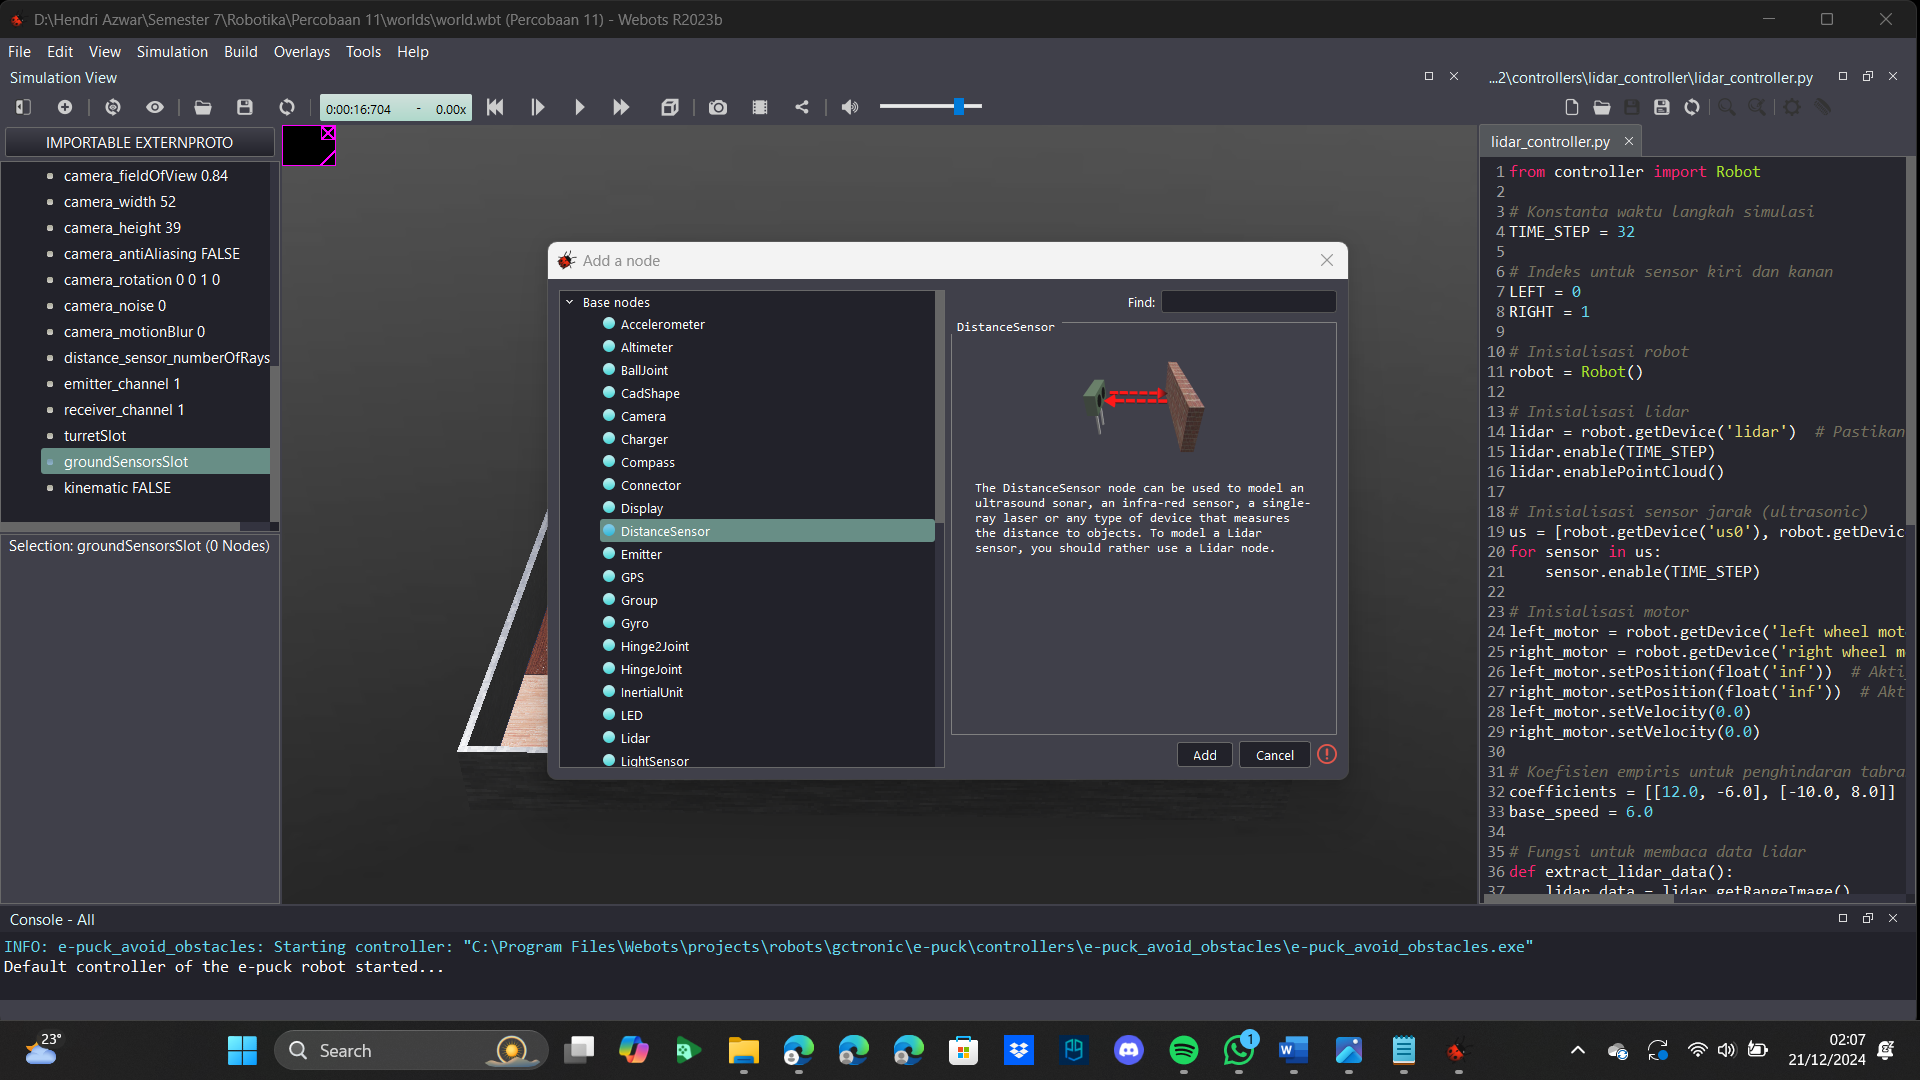 D:\Hendri Azwar\Semester 7\Robotika\Percobaan 11\worlds\world.wbt (Percobaan 11) - Webots R2023b
File Edit View Simulation Build Overlays Tools Help
Simulation View
0:00:16:704 - 0.00x
IMPORTABLE EXTERNPROTO
camera_fieldOfView 0.84
camera_width 52
camera_height 39
camera_antiAliasing FALSE
camera_rotation 0 0 1 0
camera_noise 0
camera_motionBlur 0
distance_sensor_numberOfRays
emitter_channel 1
receiver_channel 1
turretSlot
groundSensorsSlot
kinematic FALSE
Selection: groundSensorsSlot (0 Nodes)
Add a node
Base nodes
Accelerometer
Altimeter
BallJoint
CadShape
Camera
Charger
Compass
Connector
Display
DistanceSensor
Emitter
GPS
Group
Gyro
Hinge2Joint
HingeJoint
InertialUnit
LED
Lidar
LightSensor
Find:
DistanceSensor
The DistanceSensor node can be used to model an
ultrasound sonar, an infra-red sensor, a single-
ray laser or any type of device that measures
the distance to objects. To model a Lidar
sensor, you should rather use a Lidar node.
Add Cancel
...2\controllers\lidar_controller\lidar_controller.py
lidar_controller.py
1 from controller import Robot
2
3 # Konstanta waktu langkah simulasi
4 TIME_STEP = 32
5
6 # Indeks untuk sensor kiri dan kanan
7 LEFT = 0
8 RIGHT = 1
9
10 # Inisialisasi robot
11 robot = Robot()
12
13 # Inisialisasi lidar
14 lidar = robot.getDevice('lidar')  # Pastikan
15 lidar.enable(TIME_STEP)
16 lidar.enablePointCloud()
17
18 # Inisialisasi sensor jarak (ultrasonic)
19 us = [robot.getDevice('us0'), robot.getDevic
20 for sensor in us:
21     sensor.enable(TIME_STEP)
22
23 # Inisialisasi motor
24 left_motor = robot.getDevice('left wheel mot
25 right_motor = robot.getDevice('right wheel m
26 left_motor.setPosition(float('inf'))  # Akti
27 right_motor.setPosition(float('inf'))  # Akt
28 left_motor.setVelocity(0.0)
29 right_motor.setVelocity(0.0)
30
31 # Koefisien empiris untuk penghindaran tabra
32 coefficients = [[12.0, -6.0], [-10.0, 8.0]]
33 base_speed = 6.0
34
35 # Fungsi untuk membaca data lidar
36 def extract_lidar_data():
37     lidar_data = lidar.getRangeImage()
Console - All
INFO: e-puck_avoid_obstacles: Starting controller: "C:\Program Files\Webots\projects\robots\gctronic\e-puck\controllers\e-puck_avoid_obstacles\e-puck_avoid_obstacles.exe"
Default controller of the e-puck robot started...
23°
Search
1
02:07
21/12/2024